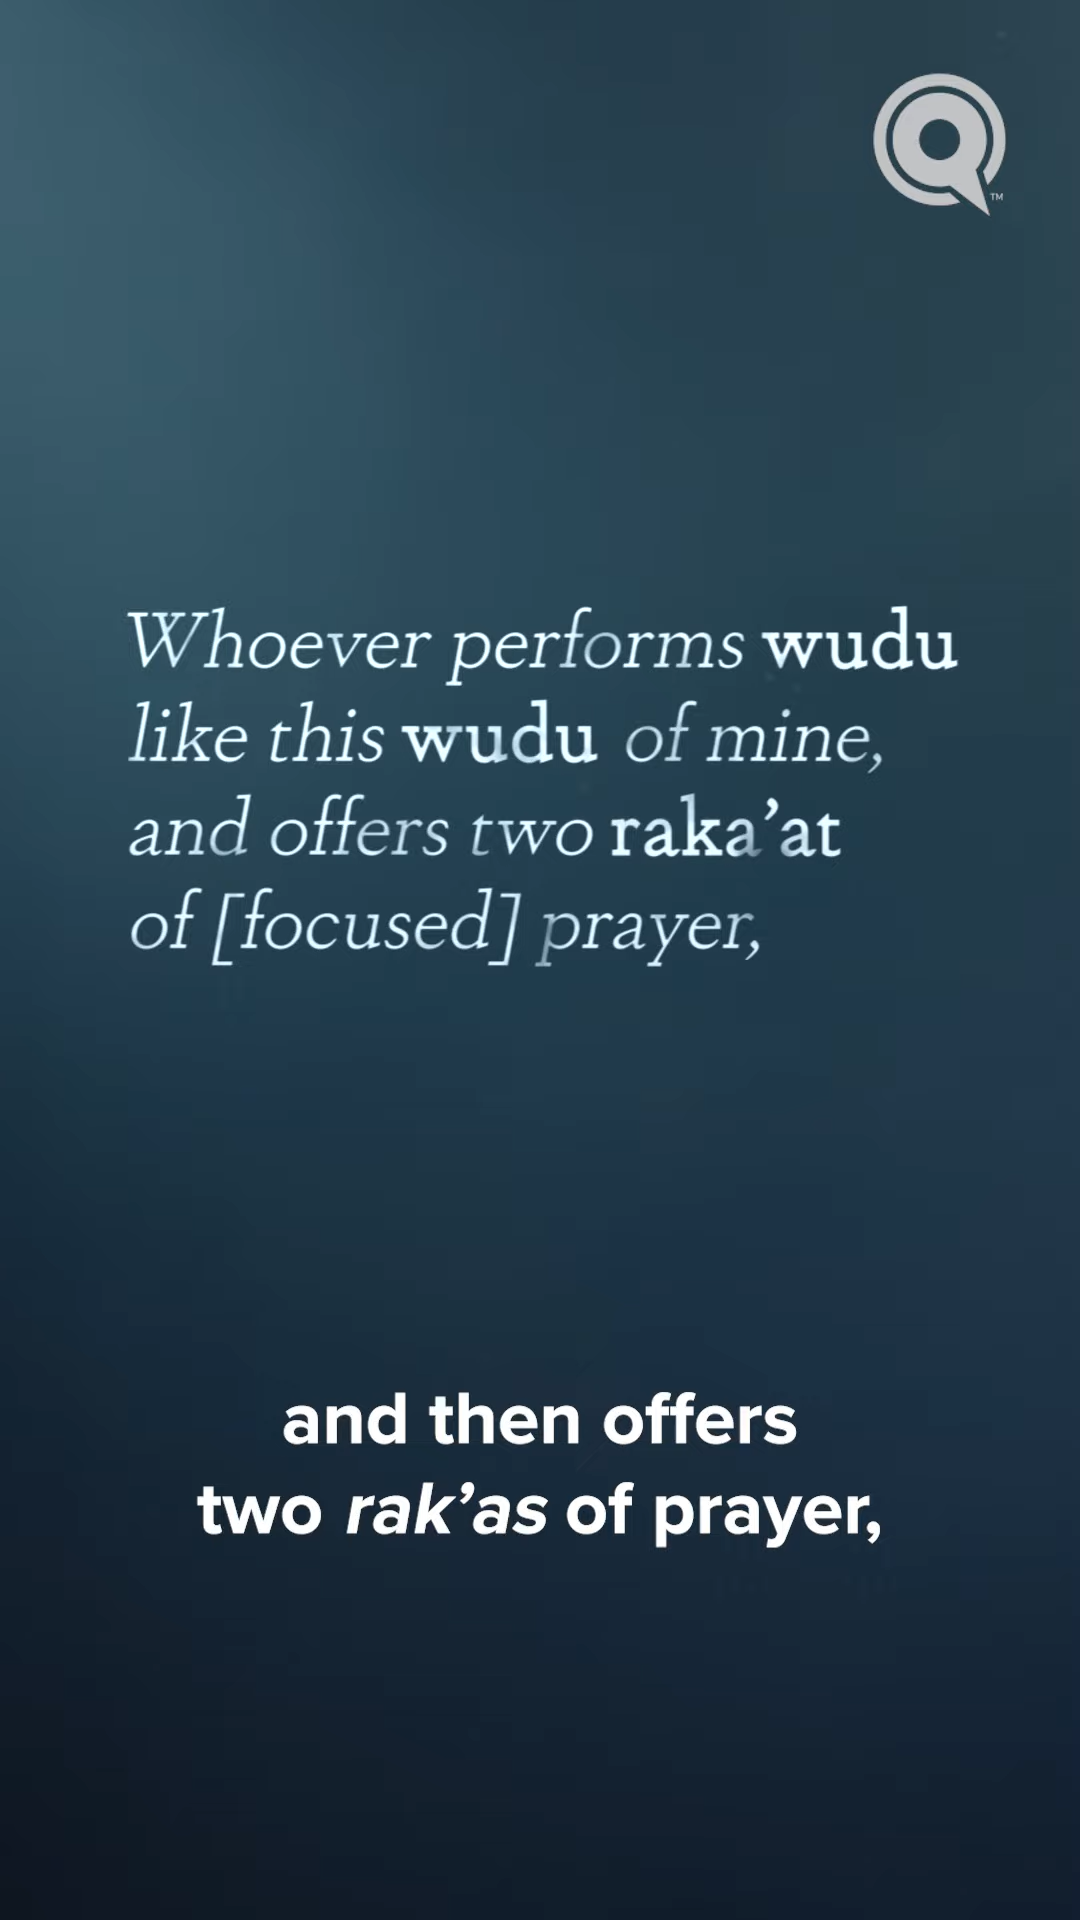 TM
Whoever performs wudu
like this wudu of mine,
and offers two raka’at
of [focused] prayer,
and then offers
two rak’as of prayer,